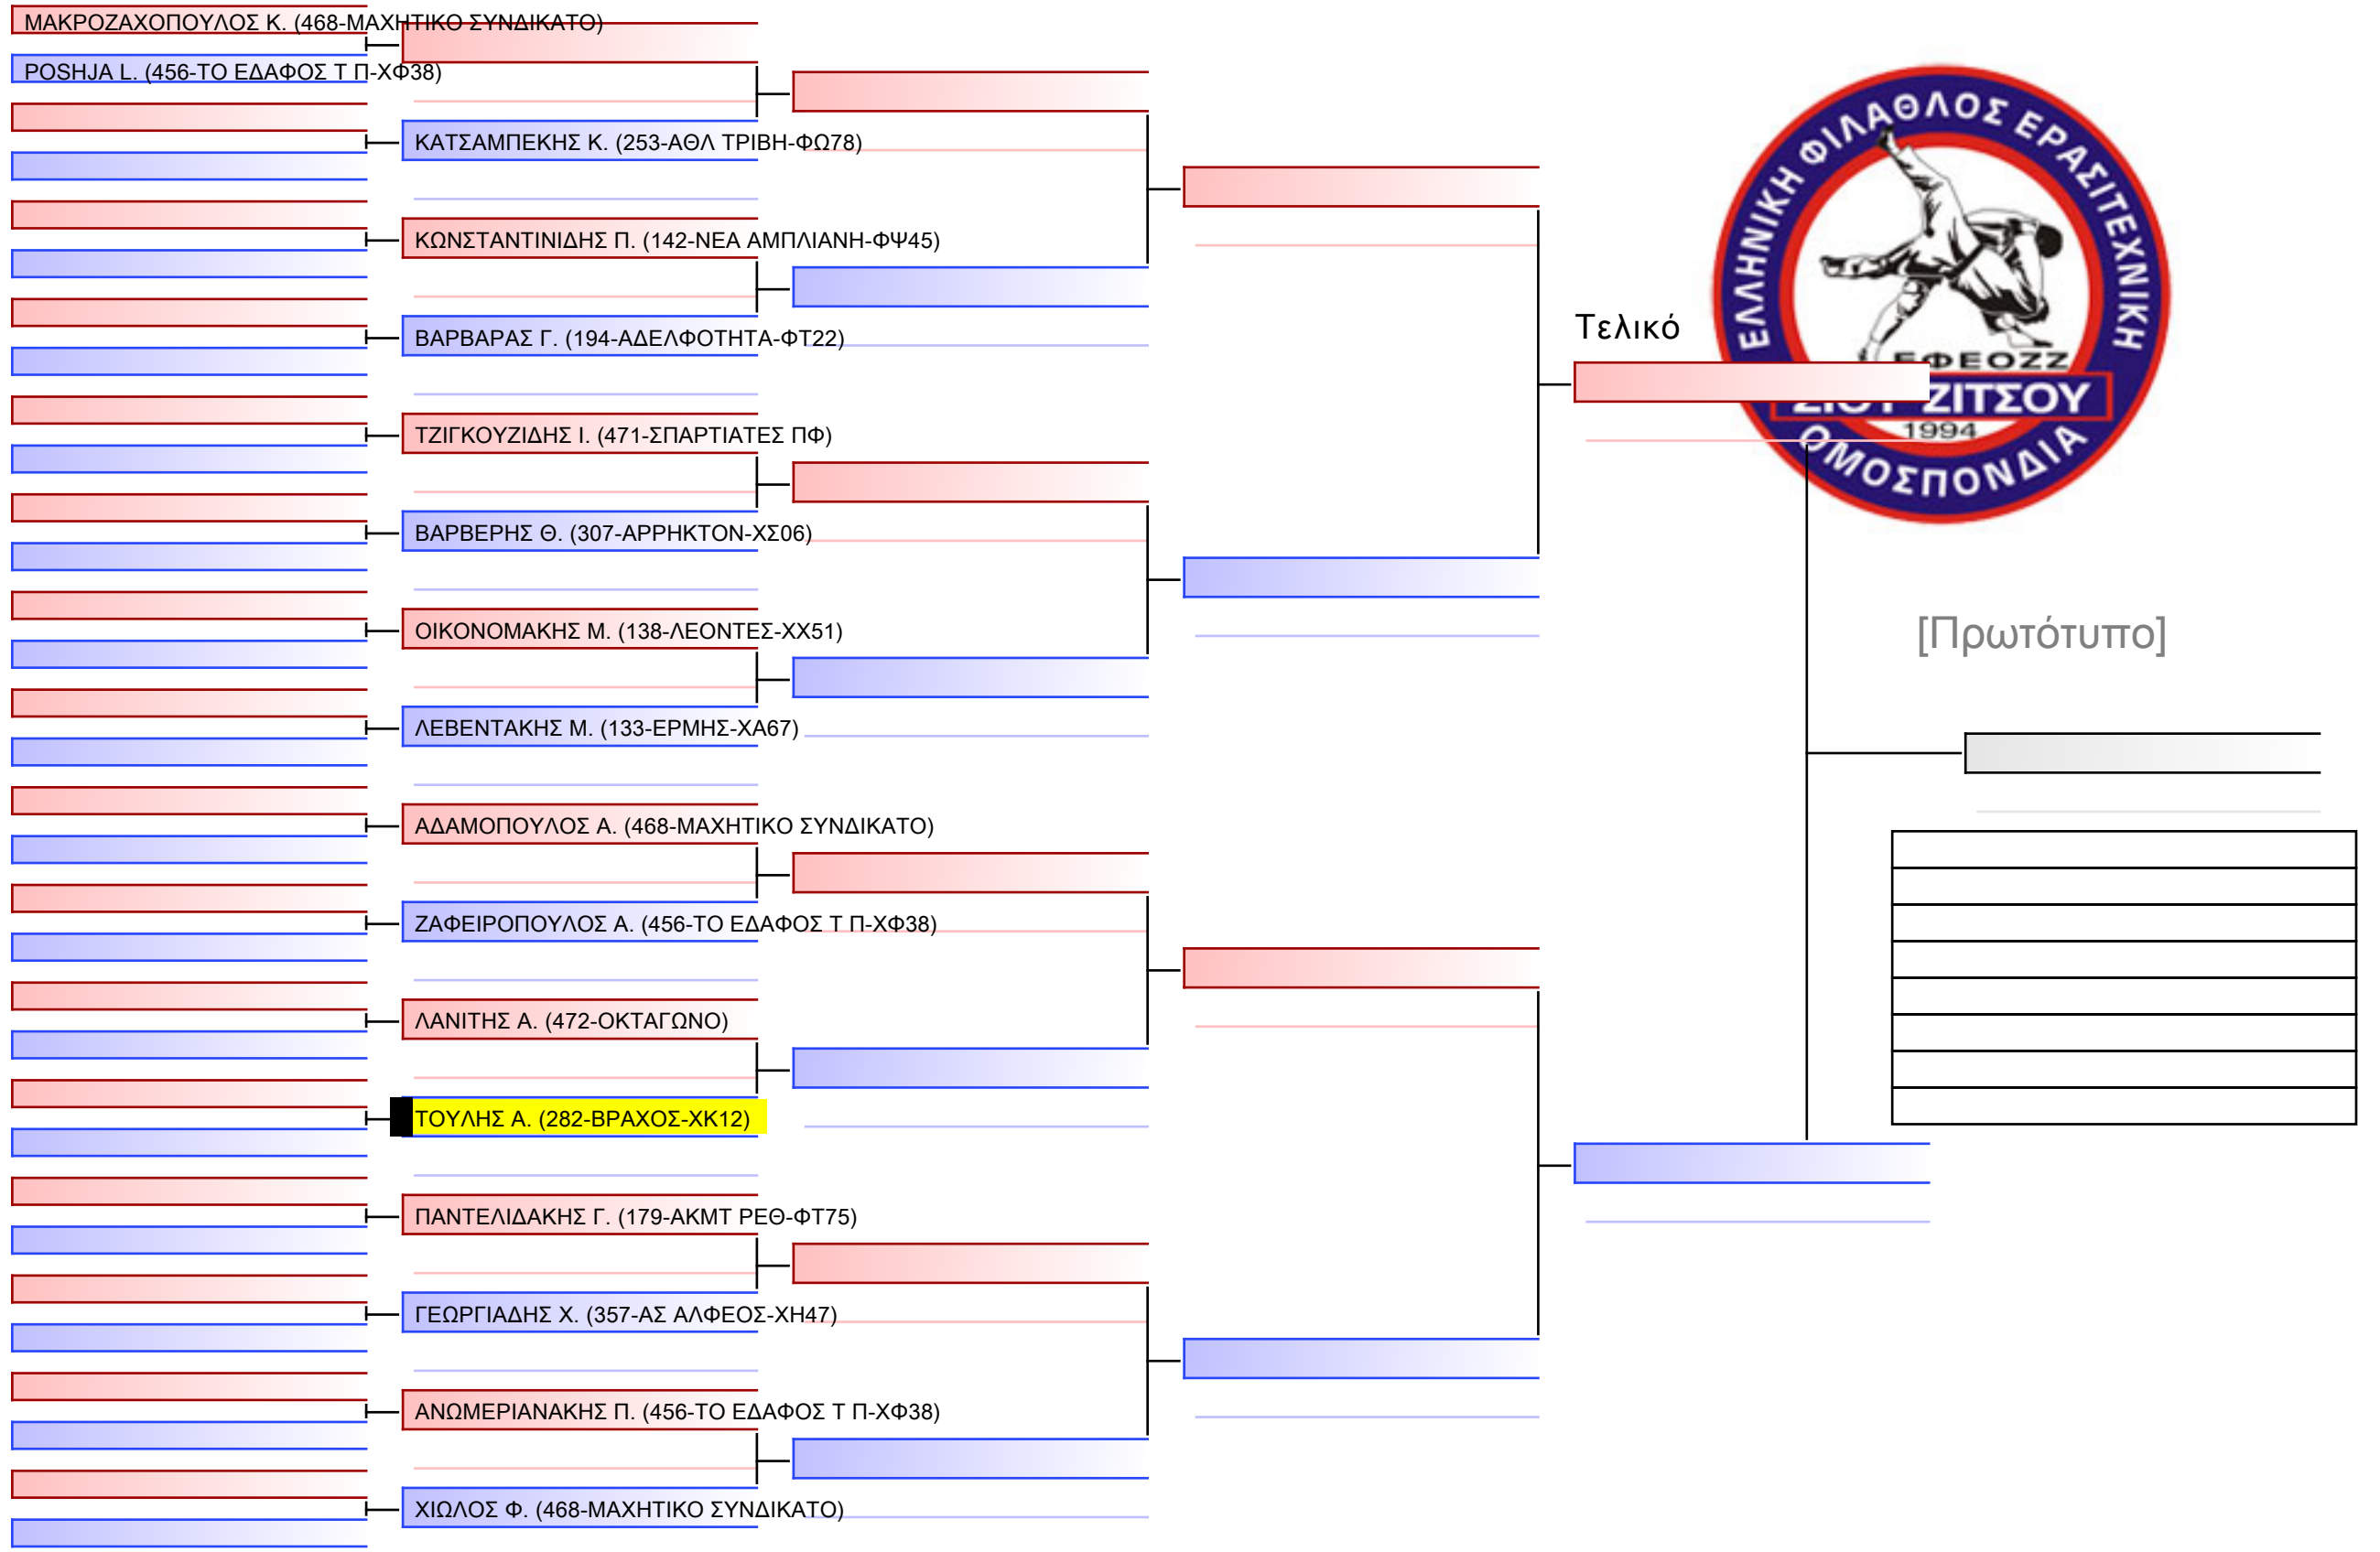 ΜΑΚΡΟΖΑΧΟΠΟΥΛΟΣ Κ. (468-ΜΑΧΗΤΙΚΟ ΣΥΝΔΙΚΑΤΟ)
POSHJA L. (456-ΤΟ ΕΔΑΦΟΣ Τ Π-ΧΦ38)
ΚΑΤΣΑΜΠΕΚΗΣ Κ. (253-ΑΘΛ ΤΡΙΒΗ-ΦΩ78)
ΚΩΝΣΤΑΝΤΙΝΙΔΗΣ Π. (142-ΝΕΑ ΑΜΠΛΙΑΝΗ-ΦΨ45)
ΒΑΡΒΑΡΑΣ Γ. (194-ΑΔΕΛΦΟΤΗΤΑ-ΦΤ22)
ΤΖΙΓΚΟΥΖΙΔΗΣ Ι. (471-ΣΠΑΡΤΙΑΤΕΣ ΠΦ)
ΒΑΡΒΕΡΗΣ Θ. (307-ΑΡΡΗΚΤΟΝ-ΧΣ06)
ΟΙΚΟΝΟΜΑΚΗΣ Μ. (138-ΛΕΟΝΤΕΣ-ΧΧ51)
ΛΕΒΕΝΤΑΚΗΣ Μ. (133-ΕΡΜΗΣ-ΧΑ67)
ΑΔΑΜΟΠΟΥΛΟΣ Α. (468-ΜΑΧΗΤΙΚΟ ΣΥΝΔΙΚΑΤΟ)
ΖΑΦΕΙΡΟΠΟΥΛΟΣ Α. (456-ΤΟ ΕΔΑΦΟΣ Τ Π-ΧΦ38)
ΛΑΝΙΤΗΣ Α. (472-ΟΚΤΑΓΩΝΟ)
ΤΟΥΛΗΣ Α. (282-ΒΡΑΧΟΣ-ΧΚ12)
ΠΑΝΤΕΛΙΔΑΚΗΣ Γ. (179-ΑΚΜΤ ΡΕΘ-ΦΤ75)
ΓΕΩΡΓΙΑΔΗΣ Χ. (357-ΑΣ ΑΛΦΕΟΣ-ΧΗ47)
ΑΝΩΜΕΡΙΑΝΑΚΗΣ Π. (456-ΤΟ ΕΔΑΦΟΣ Τ Π-ΧΦ38)
ΧΙΩΛΟΣ Φ. (468-ΜΑΧΗΤΙΚΟ ΣΥΝΔΙΚΑΤΟ)
Τελικό
ΕΛΛΗΝΙΚΗ ΦΙΛΑΘΛΟΣ ΕΡΑΣΙΤΕΧΝΙΚΗ
ΕΦΕΟΖΖ
ΖΙΤΣΟΥ
1994
ΟΜΟΣΠΟΝΔΙΑ
[Πρωτότυπο]